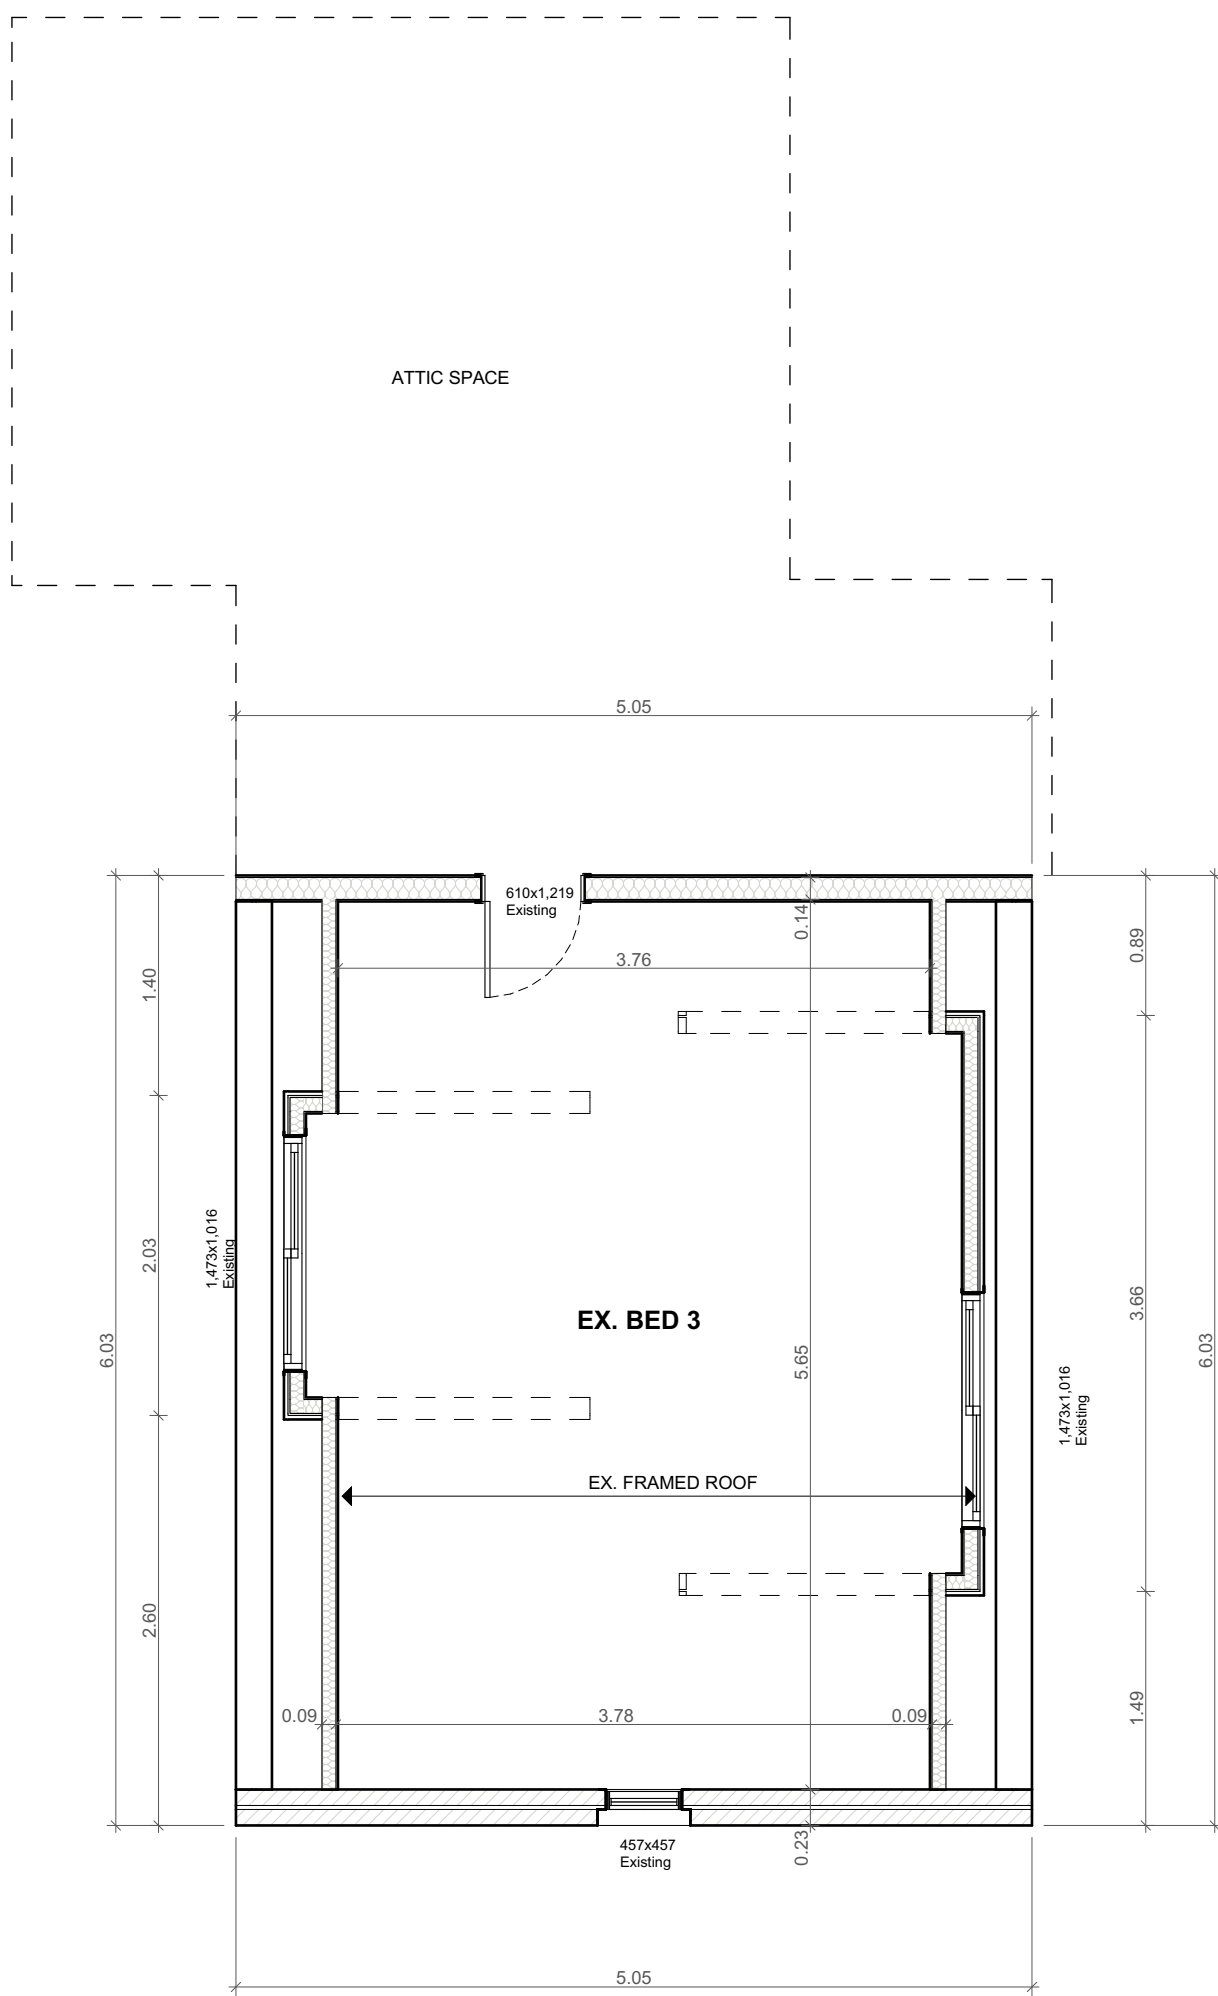 ATTIC SPACE
5.05
610x1,219
Existing
0.14
0.89
3.76
1.40
1,473x1,016
Existing
2.03
6.03
EX. BED 3
5.65
3.66
6.03
1,473x1,016
Existing
EX. FRAMED ROOF
2.60
1.49
0.09
3.78
0.09
457x457
Existing
0.23
5.05